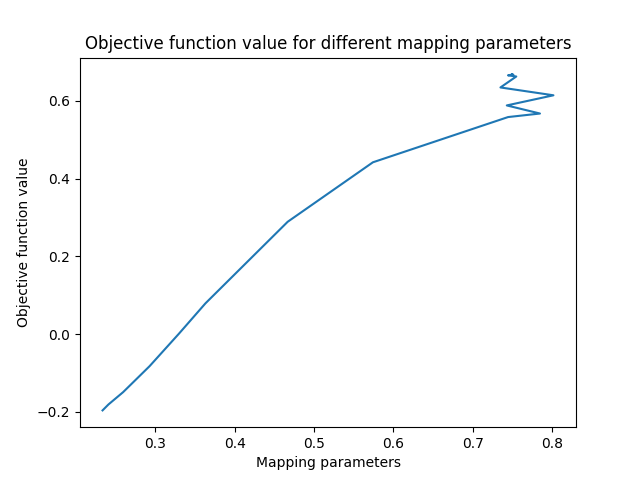 Objective function value for different mapping parameters
0.6
0.4
0.2
0.0
−0.2
Objective function value
0.3 0.4 0.5 0.6 0.7 0.8
Mapping parameters